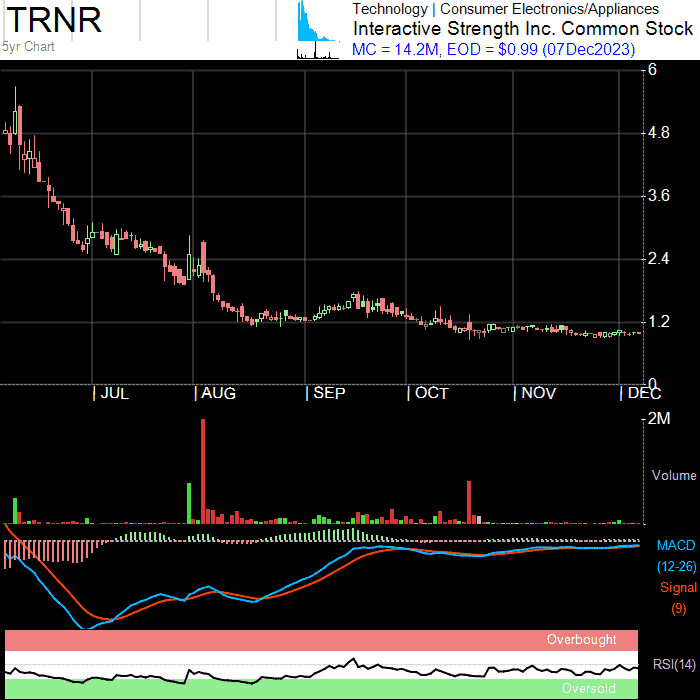 TRNR
5yr Chart
Technology | Consumer Electronics/Appliances
Interactive Strength Inc. Common Stock
MC = 14.2M, EOD = $0.99 (07Dec2023)
6
4.8
3.6
2.4
1.2
0
JUL AUG SEP OCT NOV DEC
2M
Volume
MACD
(12-26)
Signal
(9)
Overbought
RSI(14)
Oversold